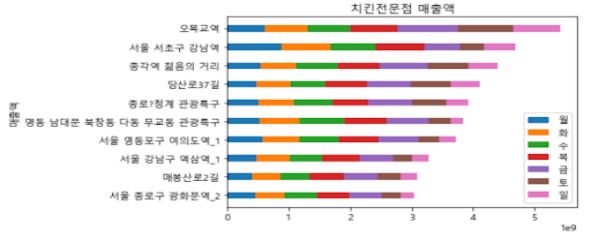 치킨전문점 매출액
매출액
오목교역
서울 서초구 강남역
종각역 젊음의 거리
당산로37길
종로?청계 관광특구
명동 남대문 북창동 다동 무교동 관광특구
서울 영등포구 여의도역_1
서울 강남구 역삼역_1
매봉산로2길
서울 종로구 광화문역_2
월
화
수
목
금
토
일
0 1 2 3 4 5
1e9